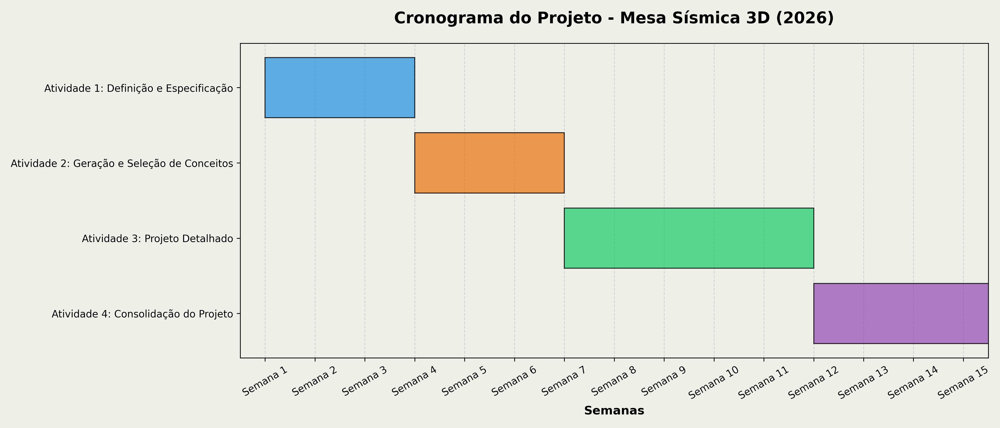 Cronograma do Projeto - Mesa Sísmica 3D (2026)
Atividade 1: Definição e Especificação
Atividade 2: Geração e Seleção de Conceitos
Atividade 3: Projeto Detalhado
Atividade 4: Consolidação do Projeto
Semana 1
Semana 2
Semana 3
Semana 4
Semana 5
Semana 6
Semana 7
Semana 8
Semana 9
Semana 10
Semana 11
Semana 12
Semana 13
Semana 14
Semana 15
Semanas